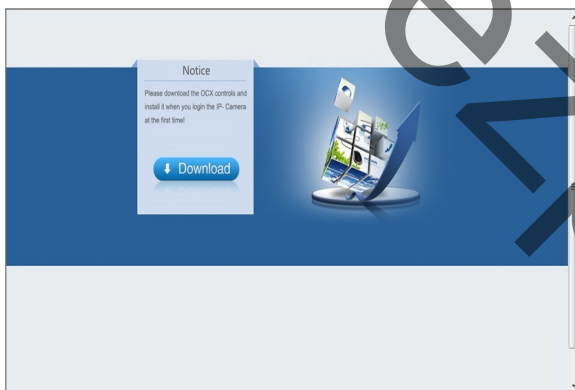 Notice
Please download the OCX controls and
install it when you login the IP- Camera
at the first time!
Download